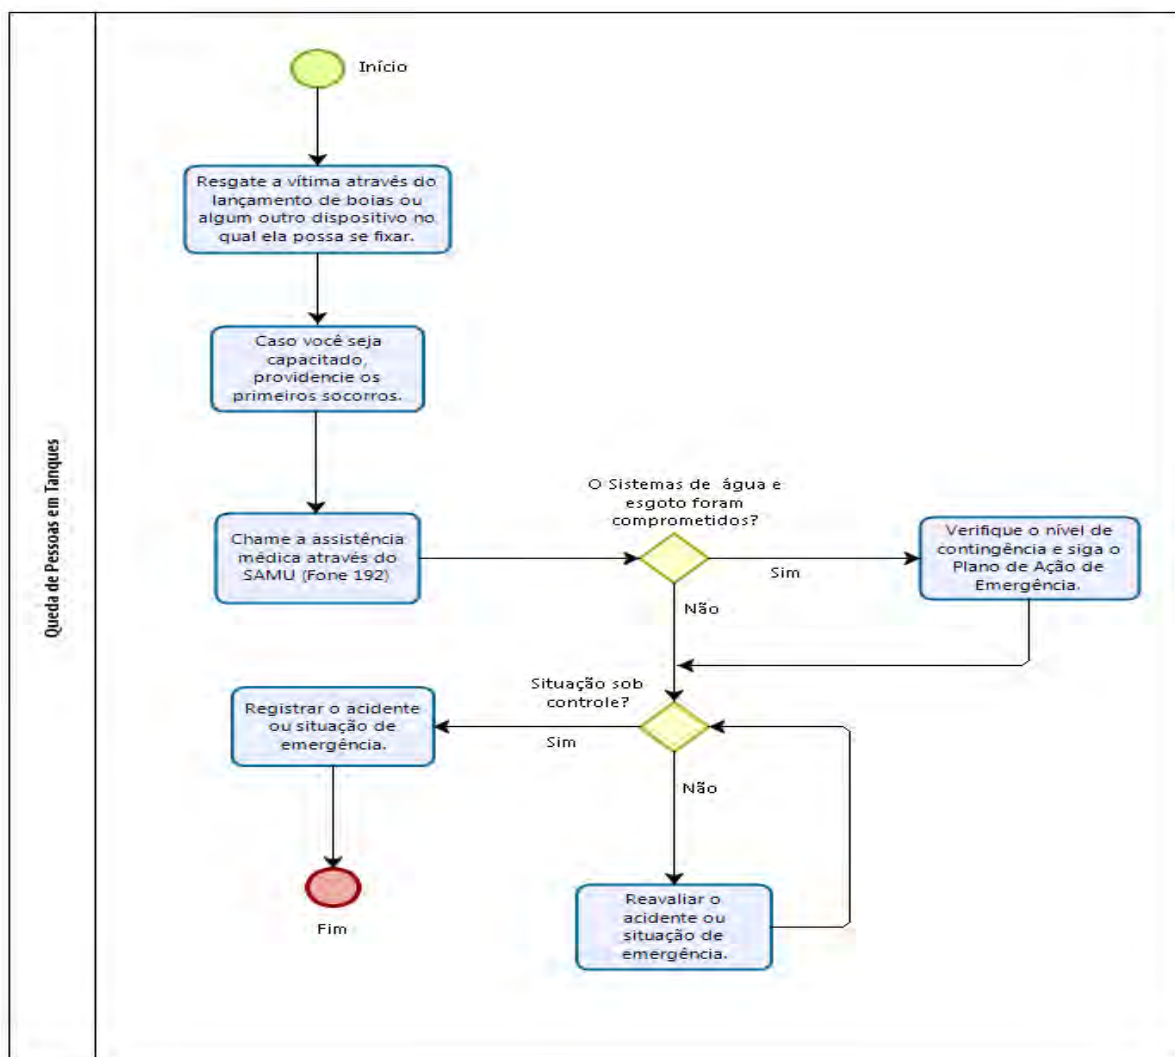 Queda de Pessoas em Tanques
Início
Resgate a vítima através do
lançamento de boias ou
algum outro dispositivo no
qual ela possa se fixar.
Caso você seja
capacitado,
providencie os
primeiros socorros.
Chame a assistência
médica através do
SAMU (Fone 192)
O Sistemas de água e
esgoto foram
comprometidos?
Sim
Verifique o nível de
contingência e siga o
Plano de Ação de
Emergência.
Não
Situação sob
controle?
Sim
Registrar o acidente
ou situação de
emergência.
Não
Reavaliar o
acidente ou
situação de
emergência.
Fim